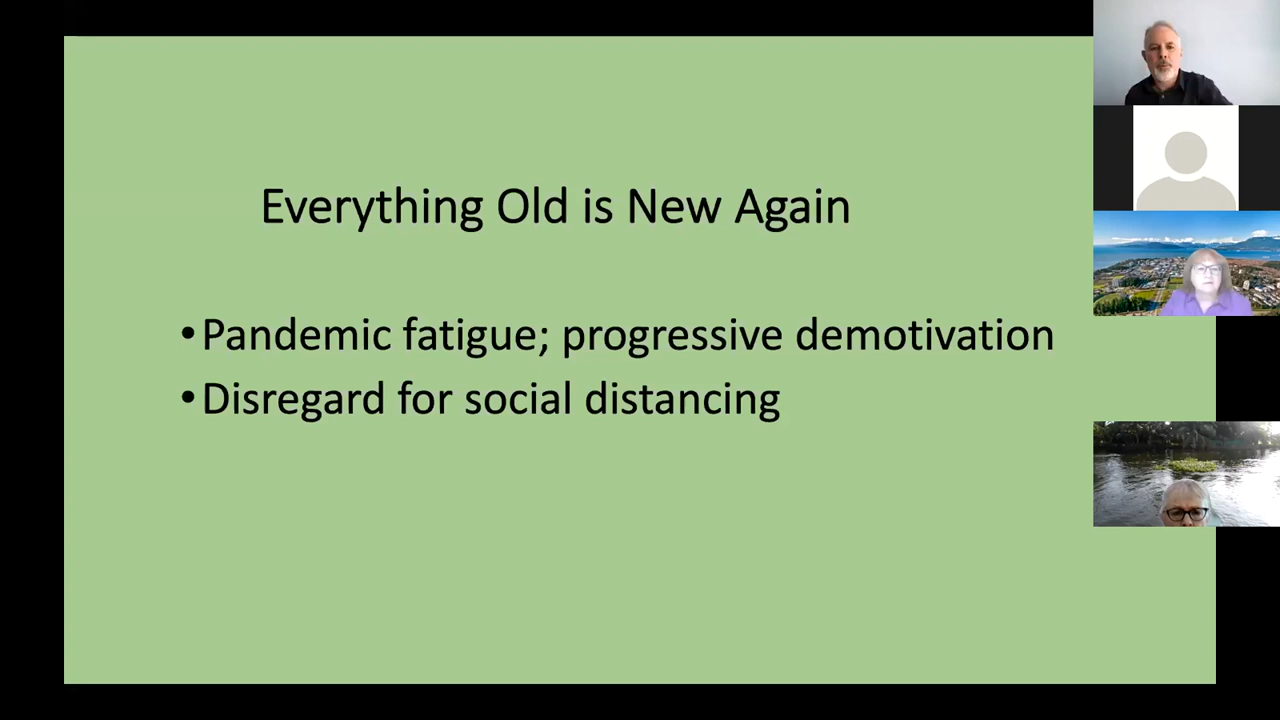 Everything Old is New Again
•Pandemic fatigue; progressive demotivation
•Disregard for social distancing